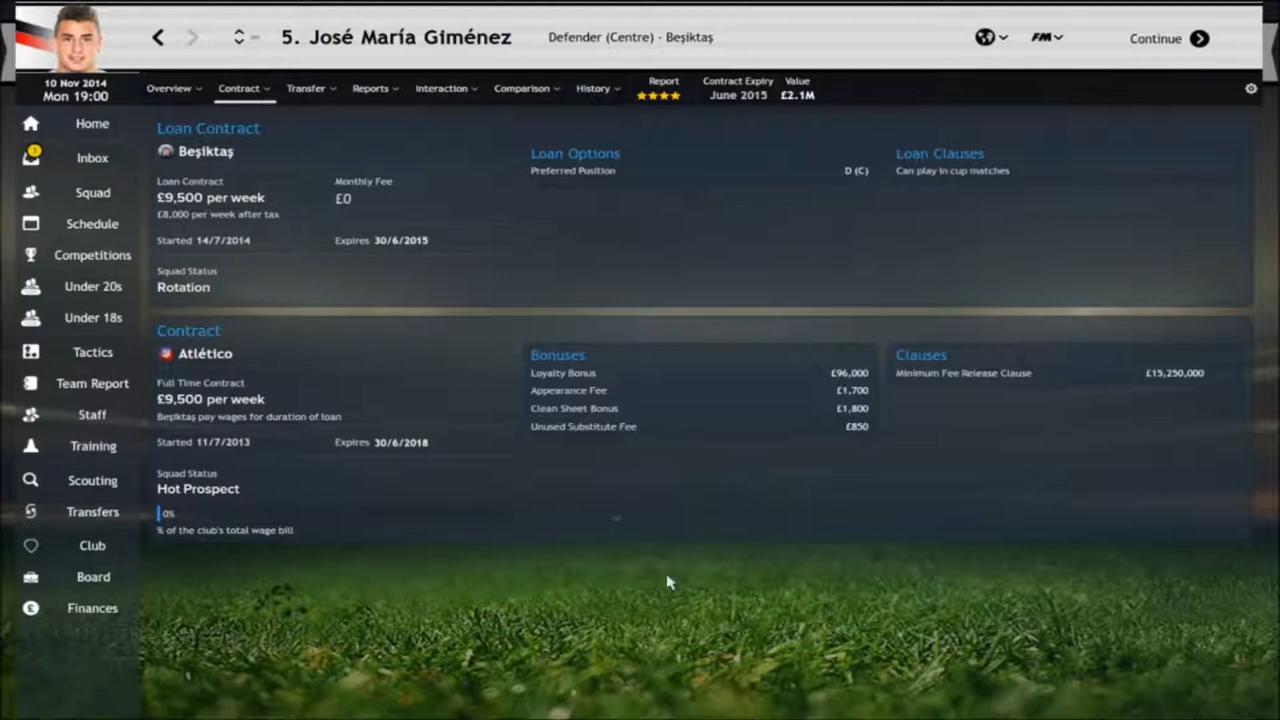 5. José María Giménez
Defender (Centre) - Beşiktaş
FM
Continue
10 Nov 2014
Mon 19:00
Overview
Contract
Transfer
Reports
Interaction
Comparison
History
Report
Contract Expiry
June 2015
Value
£2.1M
Home
1
Inbox
Squad
Schedule
Competitions
Under 20s
Under 18s
Tactics
Team Report
Staff
Training
Scouting
Transfers
Club
Board
Finances
Loan Contract
Beşiktaş
Loan Contract
£9,500 per week
£8,000 per week after tax
Monthly Fee
£0
Started 14/7/2014
Expires 30/6/2015
Squad Status
Rotation
Loan Options
Preferred Position D (C)
Loan Clauses
Can play in cup matches
Contract
Atlético
Full Time Contract
£9,500 per week
Beşiktaş pay wages for duration of loan
Started 11/7/2013
Expires 30/6/2018
Squad Status
Hot Prospect
0%
% of the club's total wage bill
Bonuses
Loyalty Bonus £96,000
Appearance Fee £1,700
Clean Sheet Bonus £1,800
Unused Substitute Fee £850
Clauses
Minimum Fee Release Clause £15,250,000